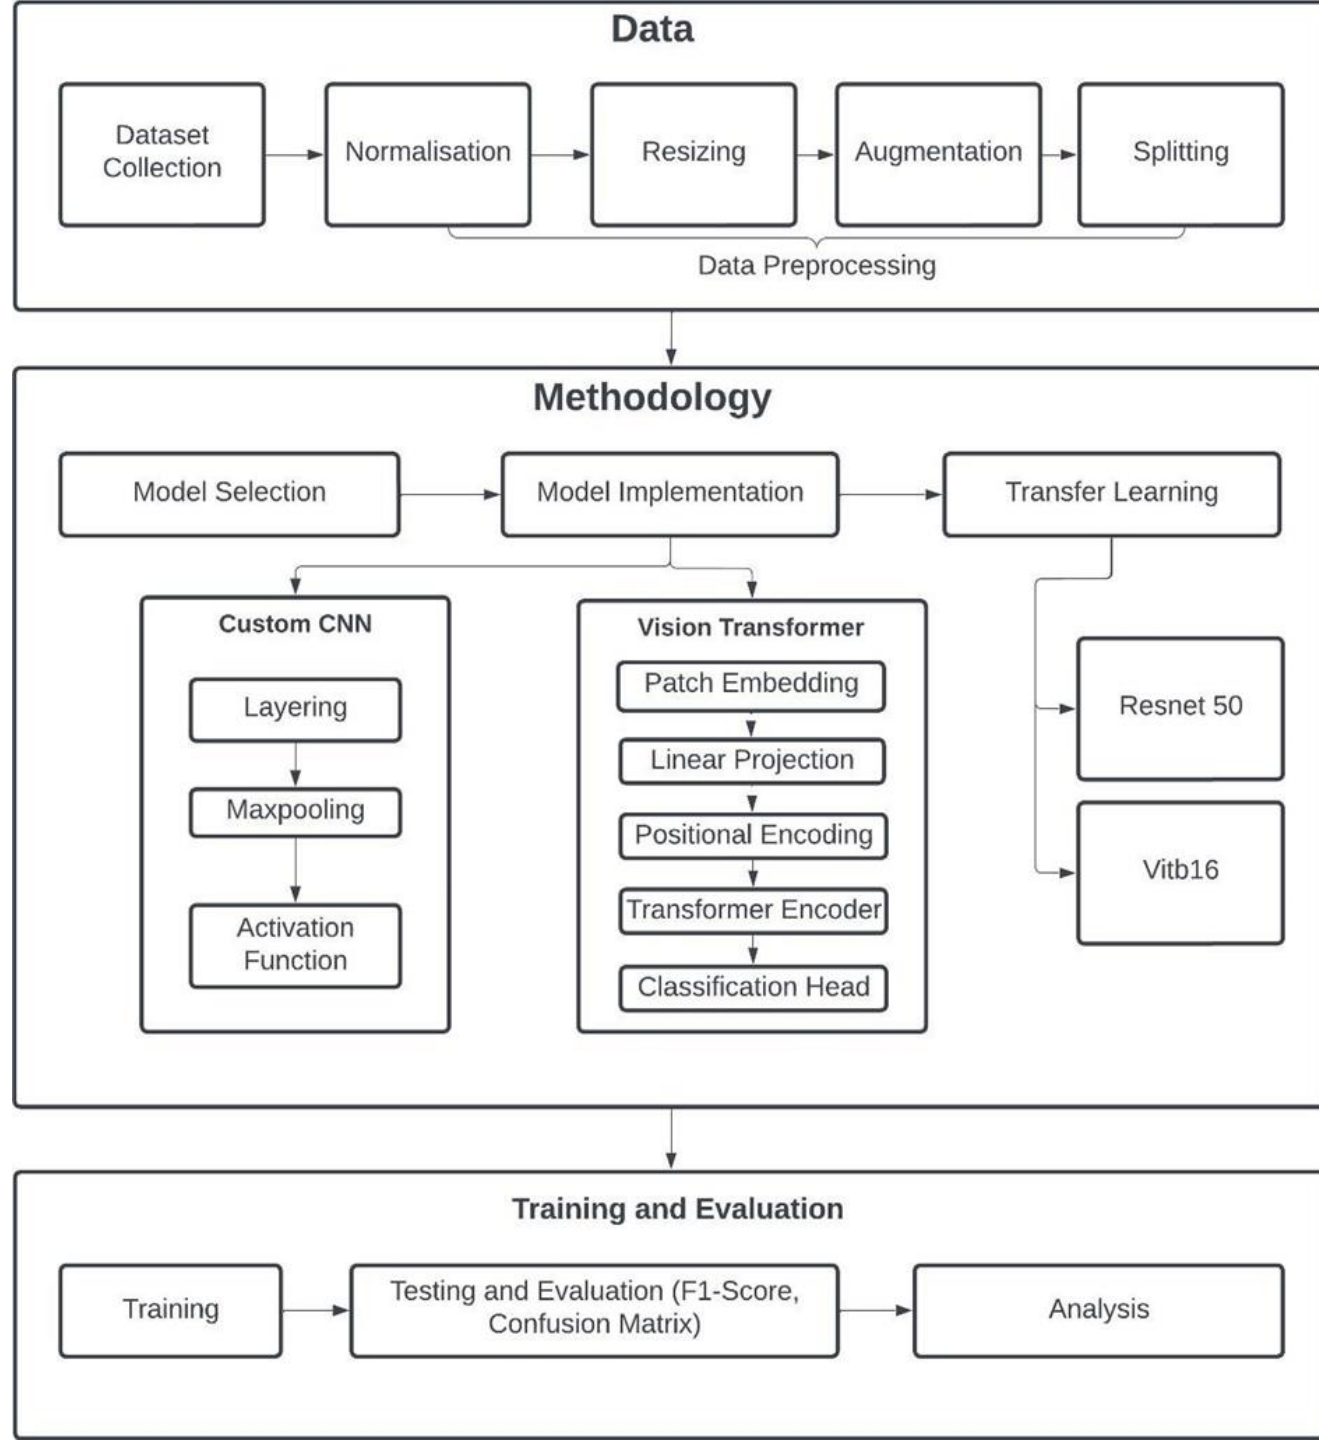 Data
Dataset
Collection
Normalisation
Resizing
Augmentation
Splitting
Data Preprocessing
Methodology
Model Selection
Model Implementation
Transfer Learning
Custom CNN
Layering
Maxpooling
Activation
Function
Vision Transformer
Patch Embedding
Linear Projection
Positional Encoding
Transformer Encoder
Classification Head
Resnet 50
Vitb16
Training and Evaluation
Training
Testing and Evaluation (F1-Score,
Confusion Matrix)
Analysis